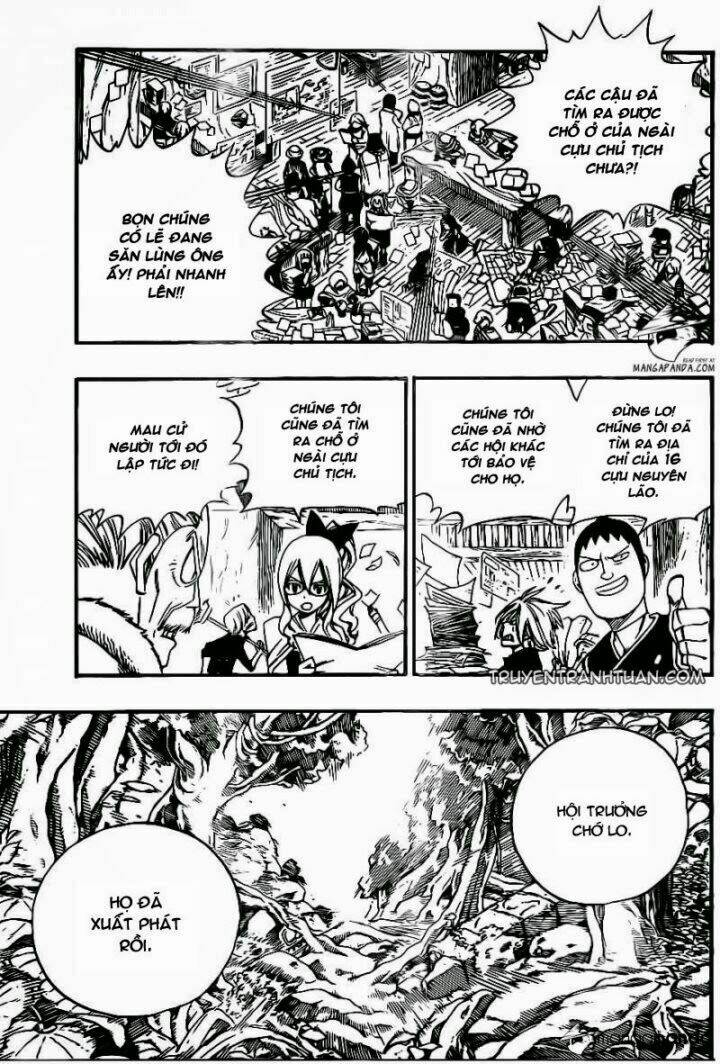 CÁC CẬU ĐÃ
TÌM RA ĐƯỢC
CHỖ Ở CỦA NGÀI
CỰU CHỦ TỊCH
CHƯA?!
BỌN CHÚNG
CÓ LẼ ĐANG
SĂN LÙNG ÔNG
ẤY! PHẢI NHANH
LÊN!!
READ FIRST AT
MANGAPANDA.COM
ĐỪNG LO!
CHÚNG TÔI ĐÃ
TÌM RA ĐỊA
CHỈ CỦA 16
CỰU NGUYÊN
LÃO.
CHÚNG TÔI
CŨNG ĐÃ NHỜ
CÁC HỘI KHÁC
TỚI BẢO VỆ
CHO HỌ.
CHÚNG TÔI
CŨNG ĐÃ TÌM
RA CHỖ Ở
NGÀI CỰU
CHỦ TỊCH.
MAU CỬ
NGƯỜI TỚI ĐÓ
LẬP TỨC ĐI!
TRUYENTRANHTUAN.COM
HỘI TRƯỞNG
CHỚ LO.
HỌ ĐÃ
XUẤT PHÁT
RỒI.